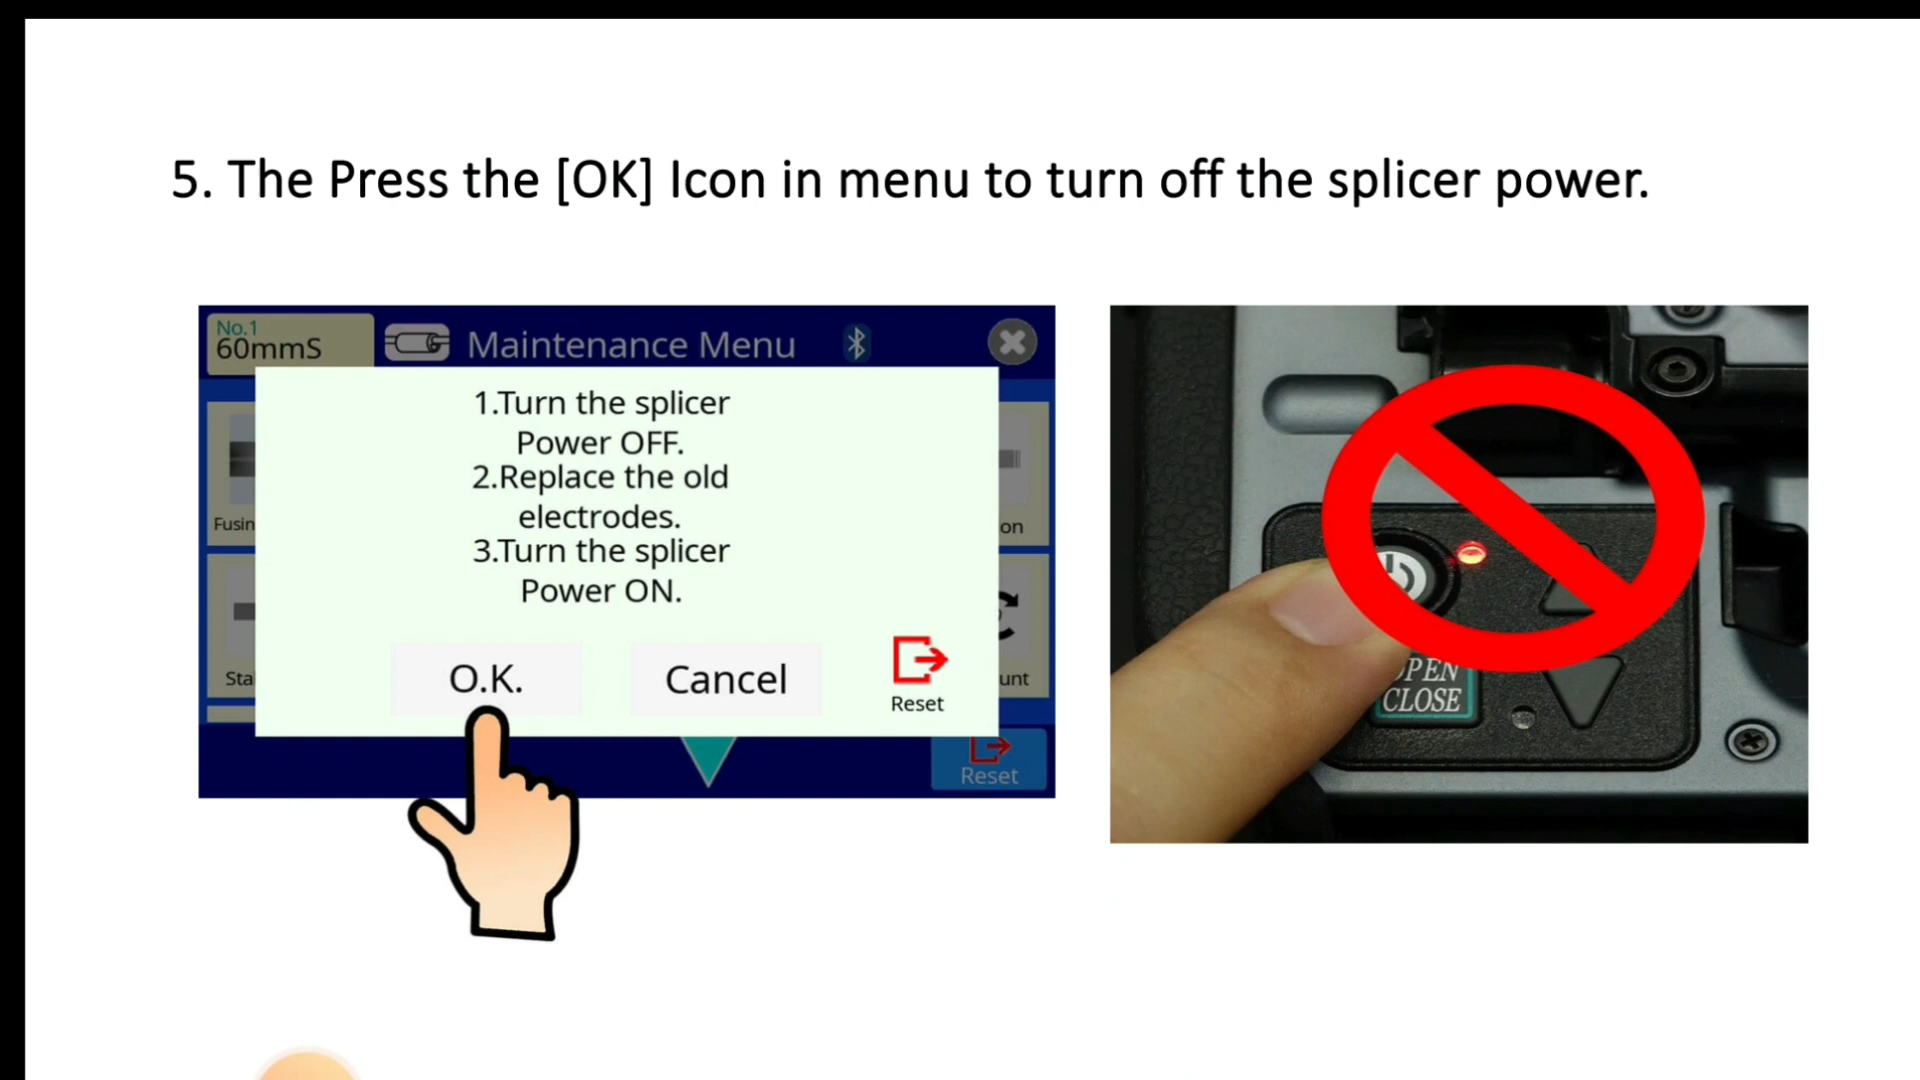 5. The Press the [OK] Icon in menu to turn off the splicer power.
No.1
60mmS
Maintenance Menu
1.Turn the splicer
Power OFF.
2.Replace the old
electrodes.
3.Turn the splicer
Power ON.
Fusin
on
Sta
unt
O.K.
Cancel
Reset
Reset
OPEN
CLOSE